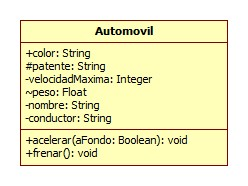 Automovil
+color: String
#patente: String
-velocidadMaxima: Integer
~peso: Float
-nombre: String
-conductor: String
+acelerar(aFondo: Boolean): void
+frenar(): void